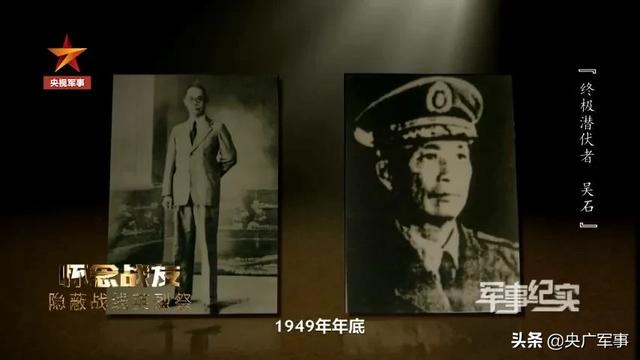 央视军事
『终极潜伏者 吴石』
怀念战友
隐蔽战线英烈祭
军事纪实
1949年年底
头条 @央广军事